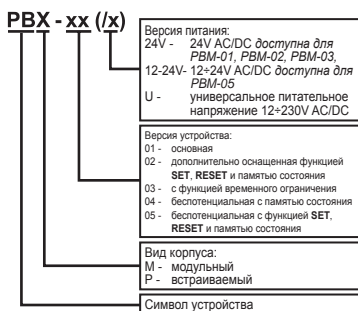 PBX - xx (/x)
Версия питания:
24V - 24V AC/DC доступна для
PBM-01, PBM-02, PBM-03,
12-24V- 12÷24V AC/DC доступна для
PBM-05
U - универсальное питательное
напряжение 12÷230V AC/DC
Версия устройства:
01 - основная
02 - дополнительно оснащенная функцией
SET, RESET и памятью состояния
03 - с функцией временного ограничения
04 - беспотенциальная с памятью состояния
05 - беспотенциальная с функцией SET,
RESET и памятью состояния
Вид корпуса:
M - модульный
P - встраиваемый
Символ устройства